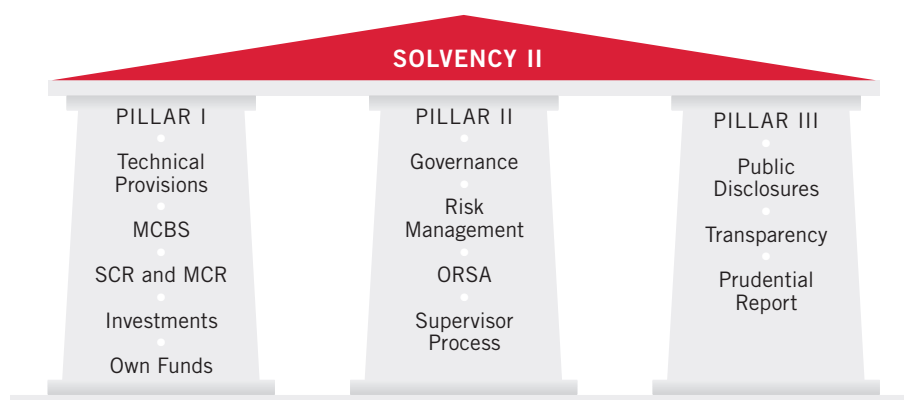 SOLVENCY II
PILLAR I
Technical
Provisions
MCBS
SCR and MCR
Investments
Own Funds
PILLAR II
Governance
Risk
Management
ORSA
Supervisor
Process
PILLAR III
Public
Disclosures
Transparency
Prudential
Report